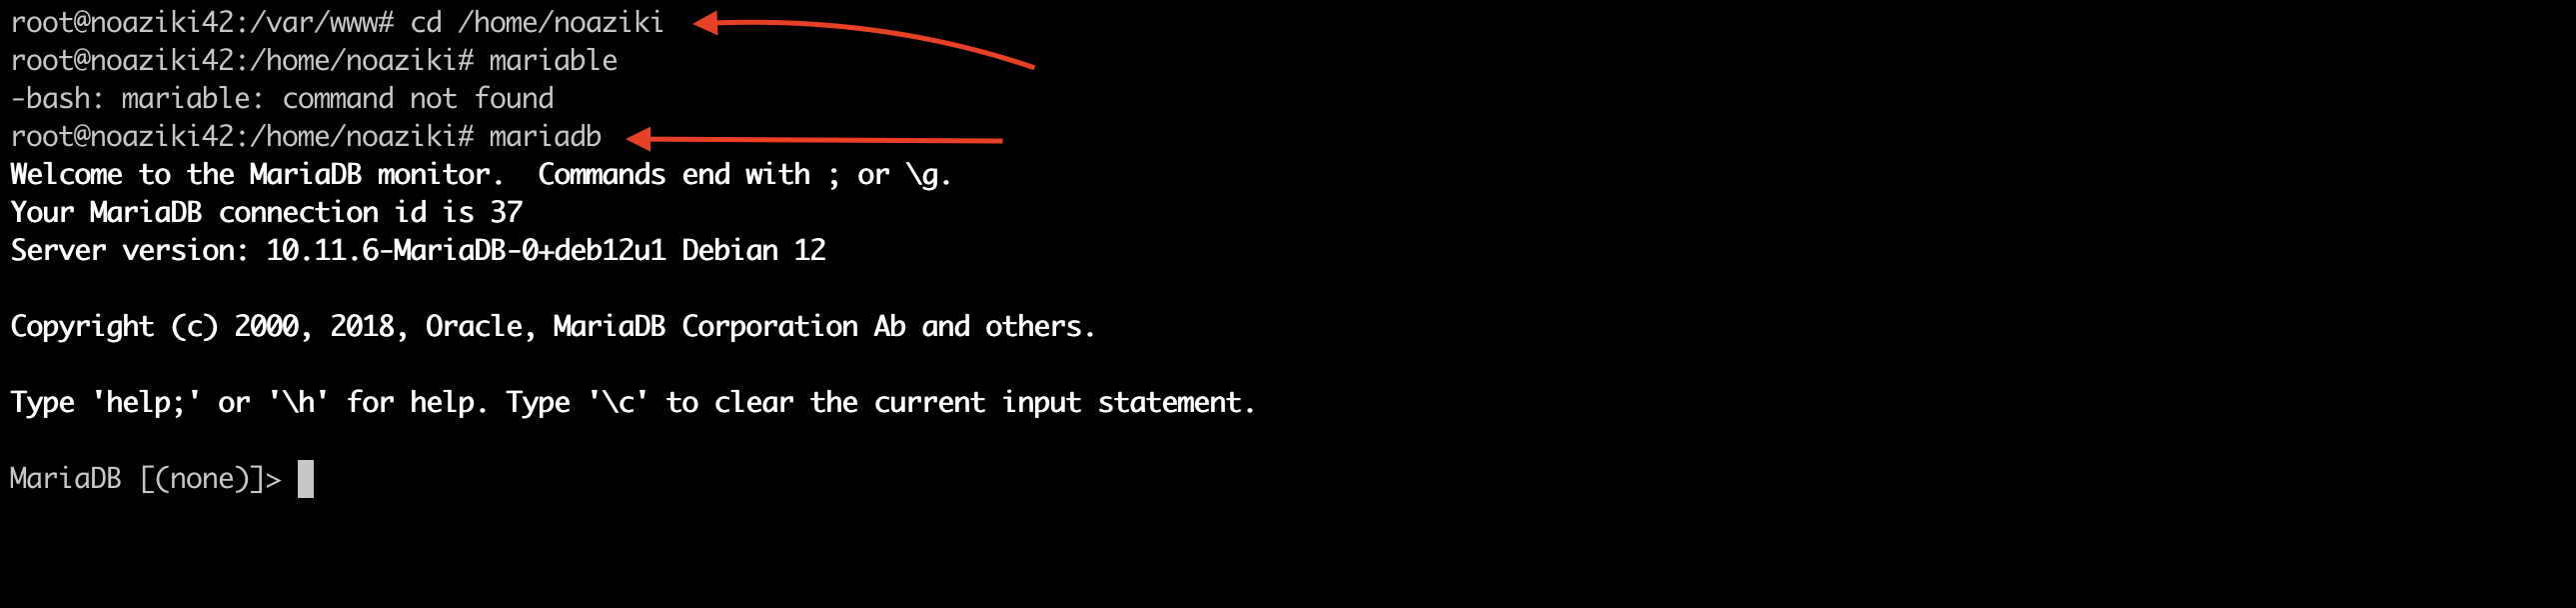 root@noaziki42:/var/www# cd /home/noaziki
root@noaziki42:/home/noaziki# mariable
-bash: mariable: command not found
root@noaziki42:/home/noaziki# mariadb
Welcome to the MariaDB monitor.  Commands end with ; or \g.
Your MariaDB connection id is 37
Server version: 10.11.6-MariaDB-0+deb12u1 Debian 12
Copyright (c) 2000, 2018, Oracle, MariaDB Corporation Ab and others.
Type 'help;' or '\h' for help. Type '\c' to clear the current input statement.
MariaDB [(none)]>